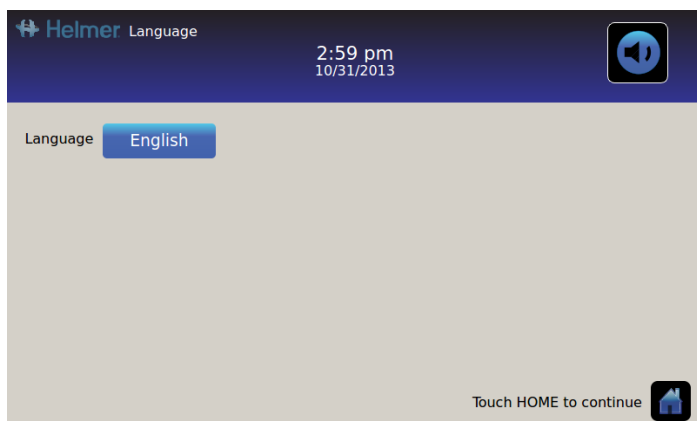 Helmer Language
2:59 pm
10/31/2013
Language English
Touch HOME to continue